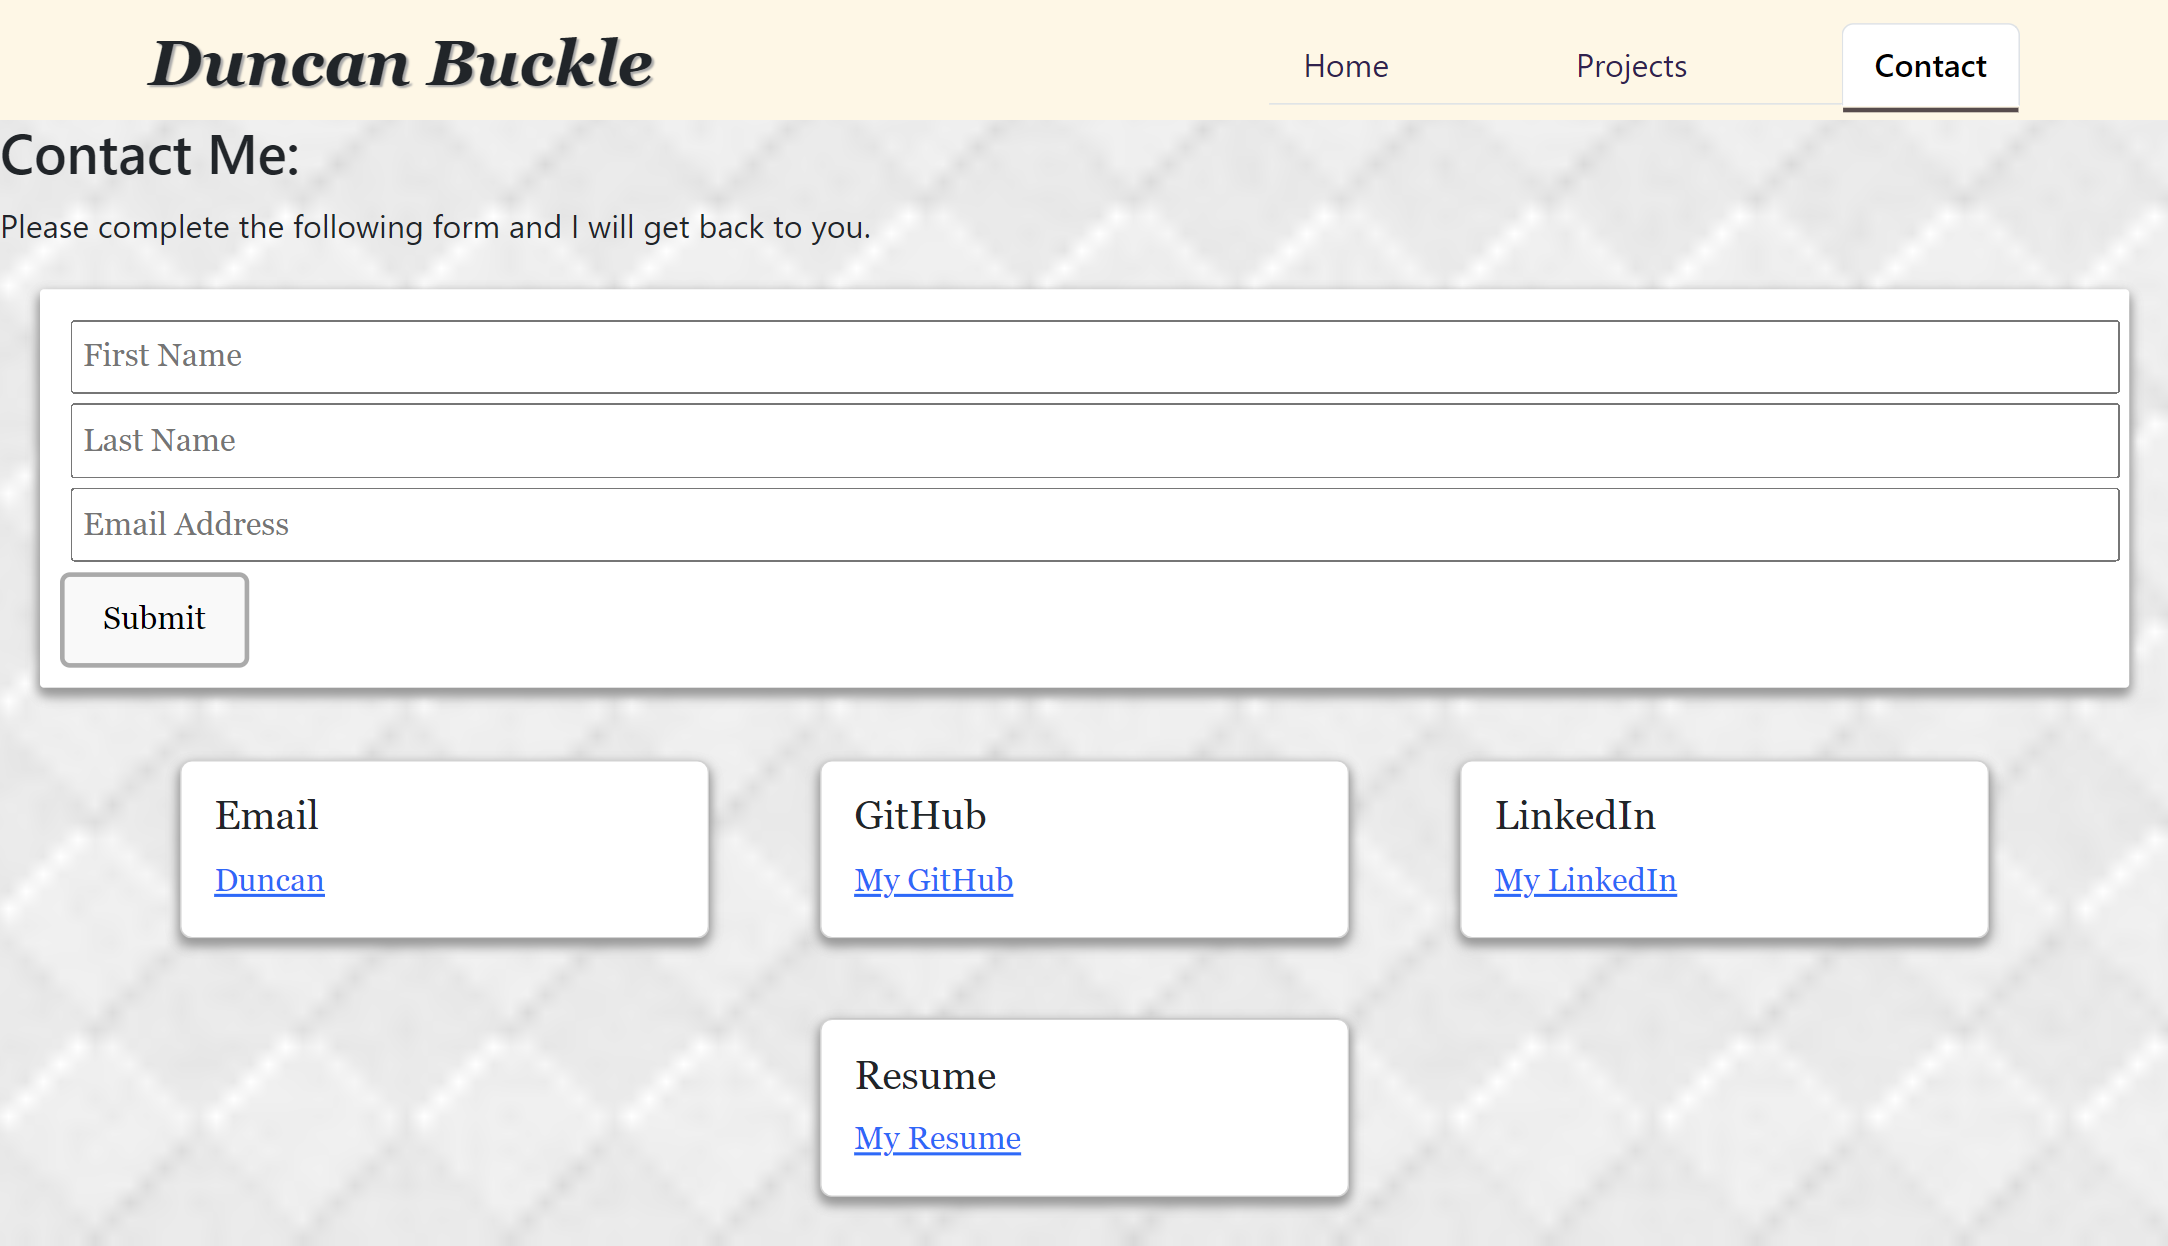 Duncan Buckle
Home Projects Contact
Contact Me:
Please complete the following form and I will get back to you.
First Name
Last Name
Email Address
Submit
Email
Duncan
GitHub
My GitHub
LinkedIn
My LinkedIn
Resume
My Resume